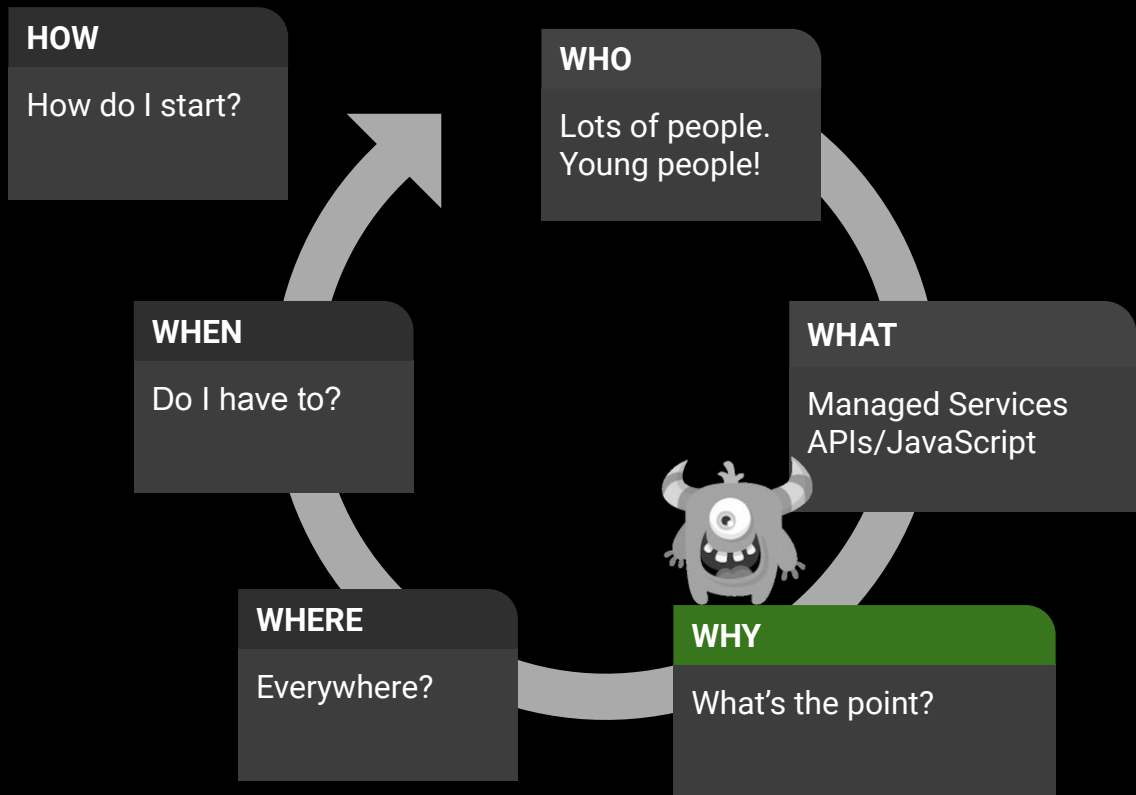 HOW
How do I start?
WHO
Lots of people.
Young people!
WHEN
Do I have to?
WHAT
Managed Services
APIs/JavaScript
WHERE
Everywhere?
WHY
What’s the point?